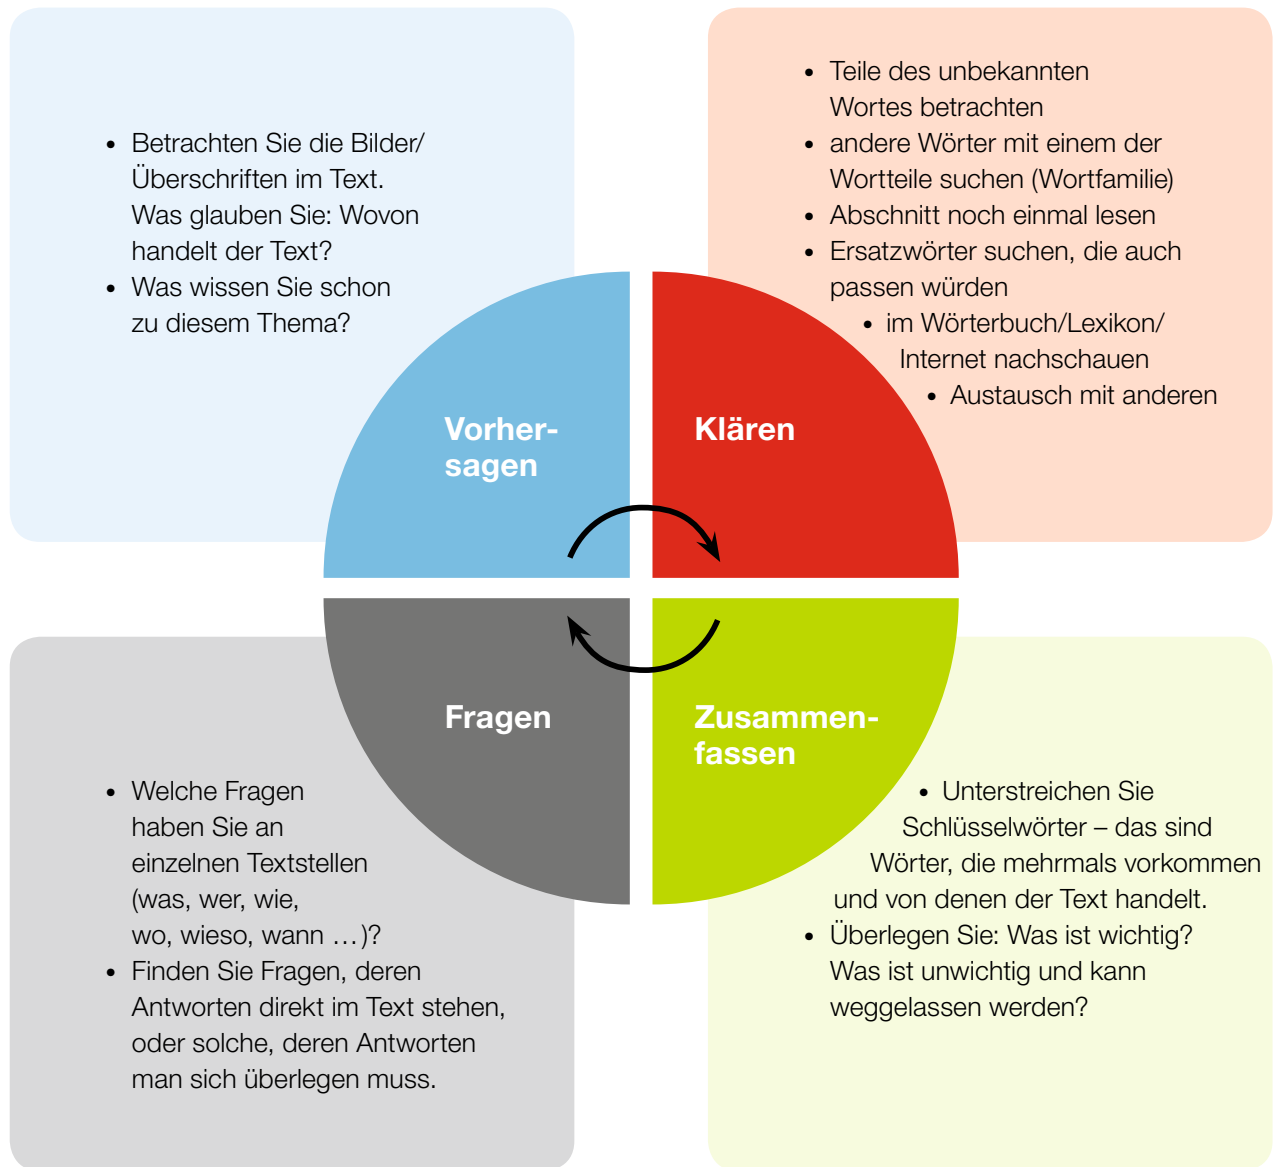 • Betrachten Sie die Bilder/
Überschriften im Text.
Was glauben Sie: Wovon
handelt der Text?
• Was wissen Sie schon
zu diesem Thema?
Vorher-
sagen
• Teile des unbekannten
Wortes betrachten
• andere Wörter mit einem der
Wortteile suchen (Wortfamilie)
• Abschnitt noch einmal lesen
• Ersatzwörter suchen, die auch
passen würden
• im Wörterbuch/Lexikon/
Internet nachschauen
• Austausch mit anderen
Klären
Fragen
• Welche Fragen
haben Sie an
einzelnen Textstellen
(was, wer, wie,
wo, wieso, wann …)?
• Finden Sie Fragen, deren
Antworten direkt im Text stehen,
oder solche, deren Antworten
man sich überlegen muss.
Zusammen-
fassen
• Unterstreichen Sie
Schlüsselwörter – das sind
Wörter, die mehrmals vorkommen
und von denen der Text handelt.
• Überlegen Sie: Was ist wichtig?
Was ist unwichtig und kann
weggelassen werden?